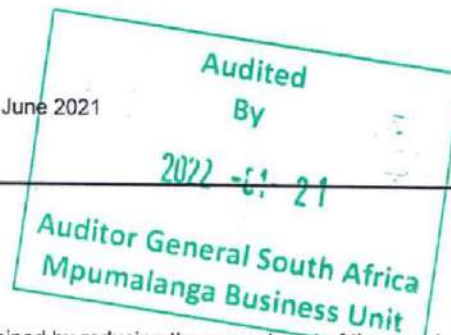 June 2021
Audited
By
2022 -01- 21
Auditor General South Africa
Mpumalanga Business Unit